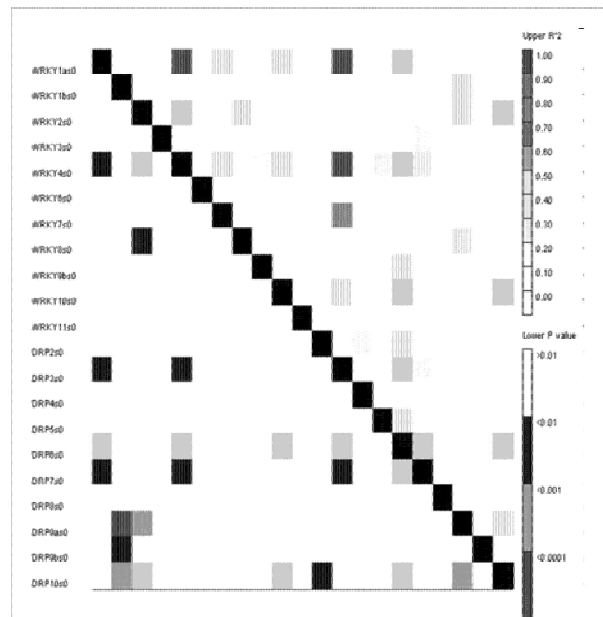 Upper R^2
WRKY1as0
WRKY1bs0
WRKY2s0
WRKY3s0
WRKY4s0
WRKY6s0
WRKY7s0
WRKY8s0
WRKY9bs0
WRKY10s0
WRKY11s0
DRP2s0
DRP3s0
DRP4s0
DRP5s0
DRP6s0
DRP7s0
DRP8s0
DRP9as0
DRP9bs0
DRP10s0
1.00
0.90
0.80
0.70
0.60
0.50
0.40
0.30
0.20
0.10
0.00
Lower P value
>0.01
<0.01
<0.001
<0.0001